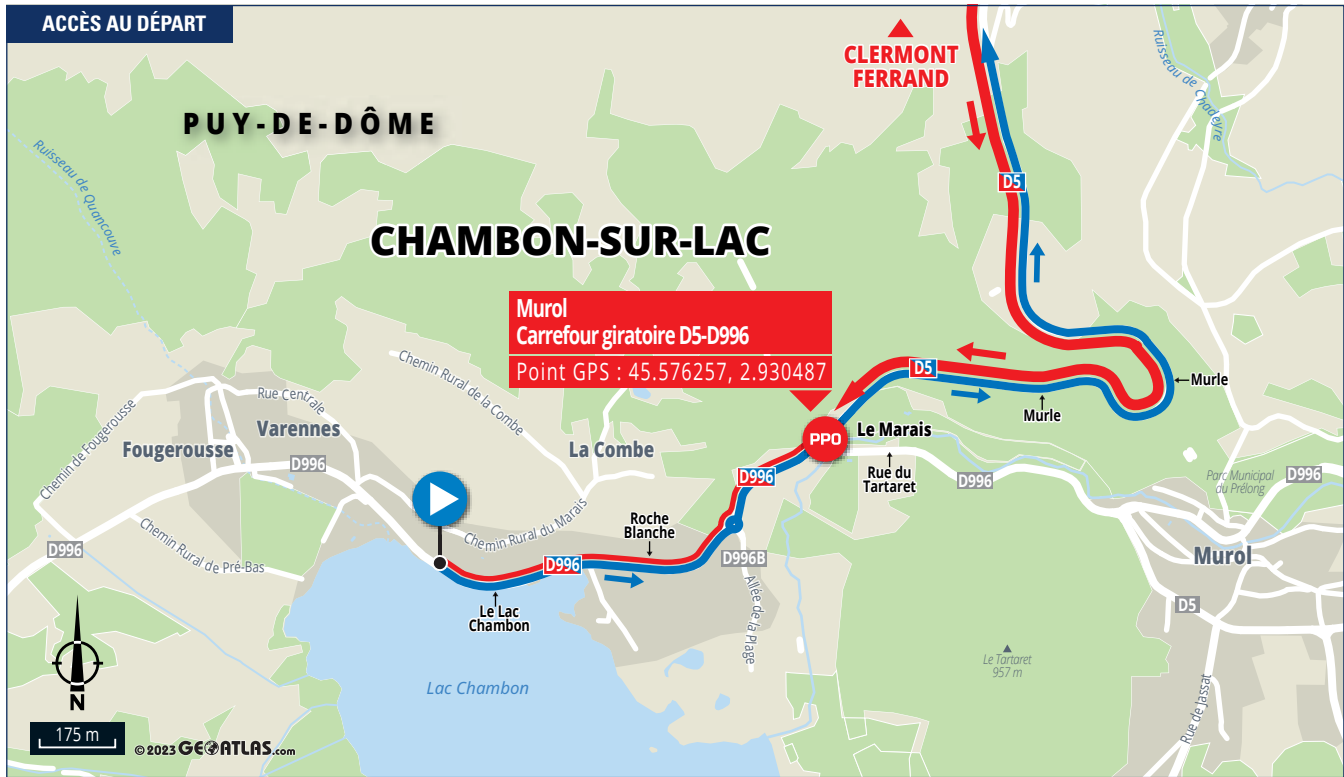 ACCÈS AU DÉPART
CLERMONT
FERRAND
Ruisseau de Chadeyre
PUY-DE-DÔME
Ruisseau de Quancouve
D5
CHAMBON-SUR-LAC
Murol
Carrefour giratoire D5-D996
Point GPS : 45.576257, 2.930487
Chemin Rural de la Combe
D5
Murle
Murle
Rue Centrale
Chemin de Fougerousse
Varennes
Fougerousse
La Combe
PPO
Le Marais
D996
D996
Rue du
Tartaret
D996
Parc Municipal
du Prélong
D996
Chemin Rural du Marais
Roche
Blanche
Chemin Rural de Pré-Bas
D996
D996
D996B
Murol
Allée de la Plage
Le Lac
Chambon
D5
Le Tartaret
957 m
Lac Chambon
Rue de Jassat
N
175 m
© 2023 GEOATLAS.com